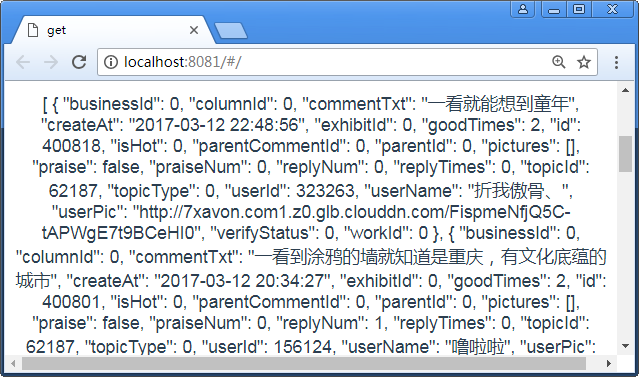 get
localhost:8081/#/
[ { "businessId": 0, "columnId": 0, "commentTxt": "一看就能想到童年",
"createAt": "2017-03-12 22:48:56", "exhibitId": 0, "goodTimes": 2, "id":
400818, "isHot": 0, "parentCommentId": 0, "parentId": 0, "pictures": [],
"praise": false, "praiseNum": 0, "replyNum": 0, "replyTimes": 0, "topicId":
62187, "topicType": 0, "userId": 323263, "userName": "折我傲骨、",
"userPic": "http://7xavon.com1.z0.glb.clouddn.com/FispmeNfjQ5C-
tAPWgE7t9BCeHI0", "verifyStatus": 0, "workId": 0 }, { "businessId": 0,
"columnId": 0, "commentTxt": "一看到涂鸦的墙就知道是重庆，有文化底蕴的
城市", "createAt": "2017-03-12 20:34:27", "exhibitId": 0, "goodTimes": 2, "id":
400801, "isHot": 0, "parentCommentId": 0, "parentId": 0, "pictures": [],
"praise": false, "praiseNum": 0, "replyNum": 1, "replyTimes": 0, "topicId":
62187, "topicType": 0, "userId": 156124, "userName": "噜啦啦", "userPic":